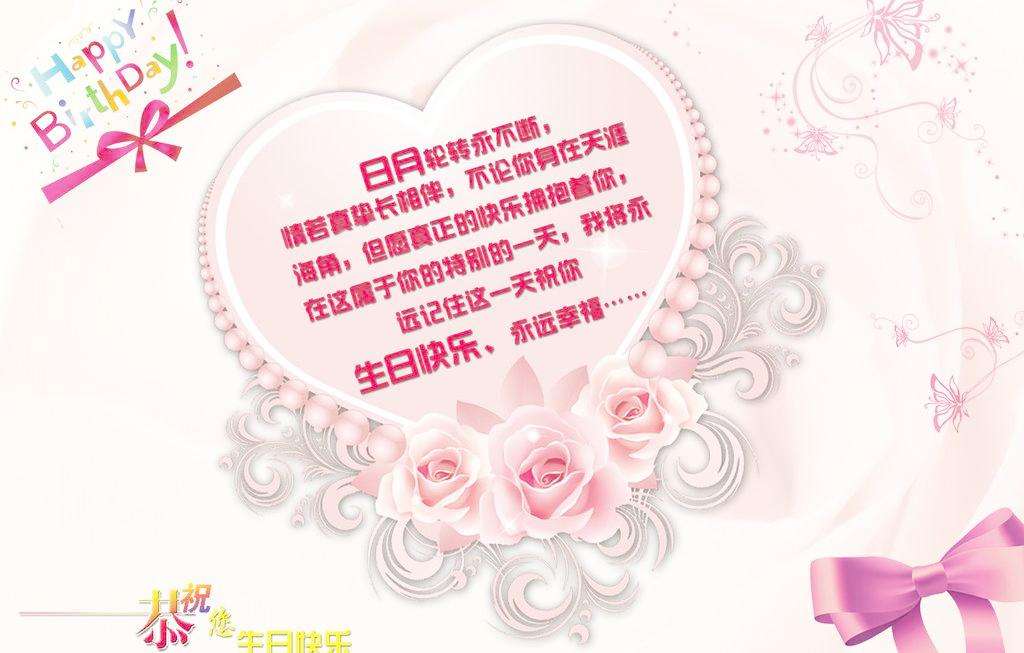 Happy
BirthDay!
日月轮转永不断，
情若真挚长相伴，不论你身在天涯
海角，但愿真正的快乐拥抱着你，
在这属于你的特别的一天，我将永
远记住这一天祝你
生日快乐、永远幸福……
恭祝您生日快乐